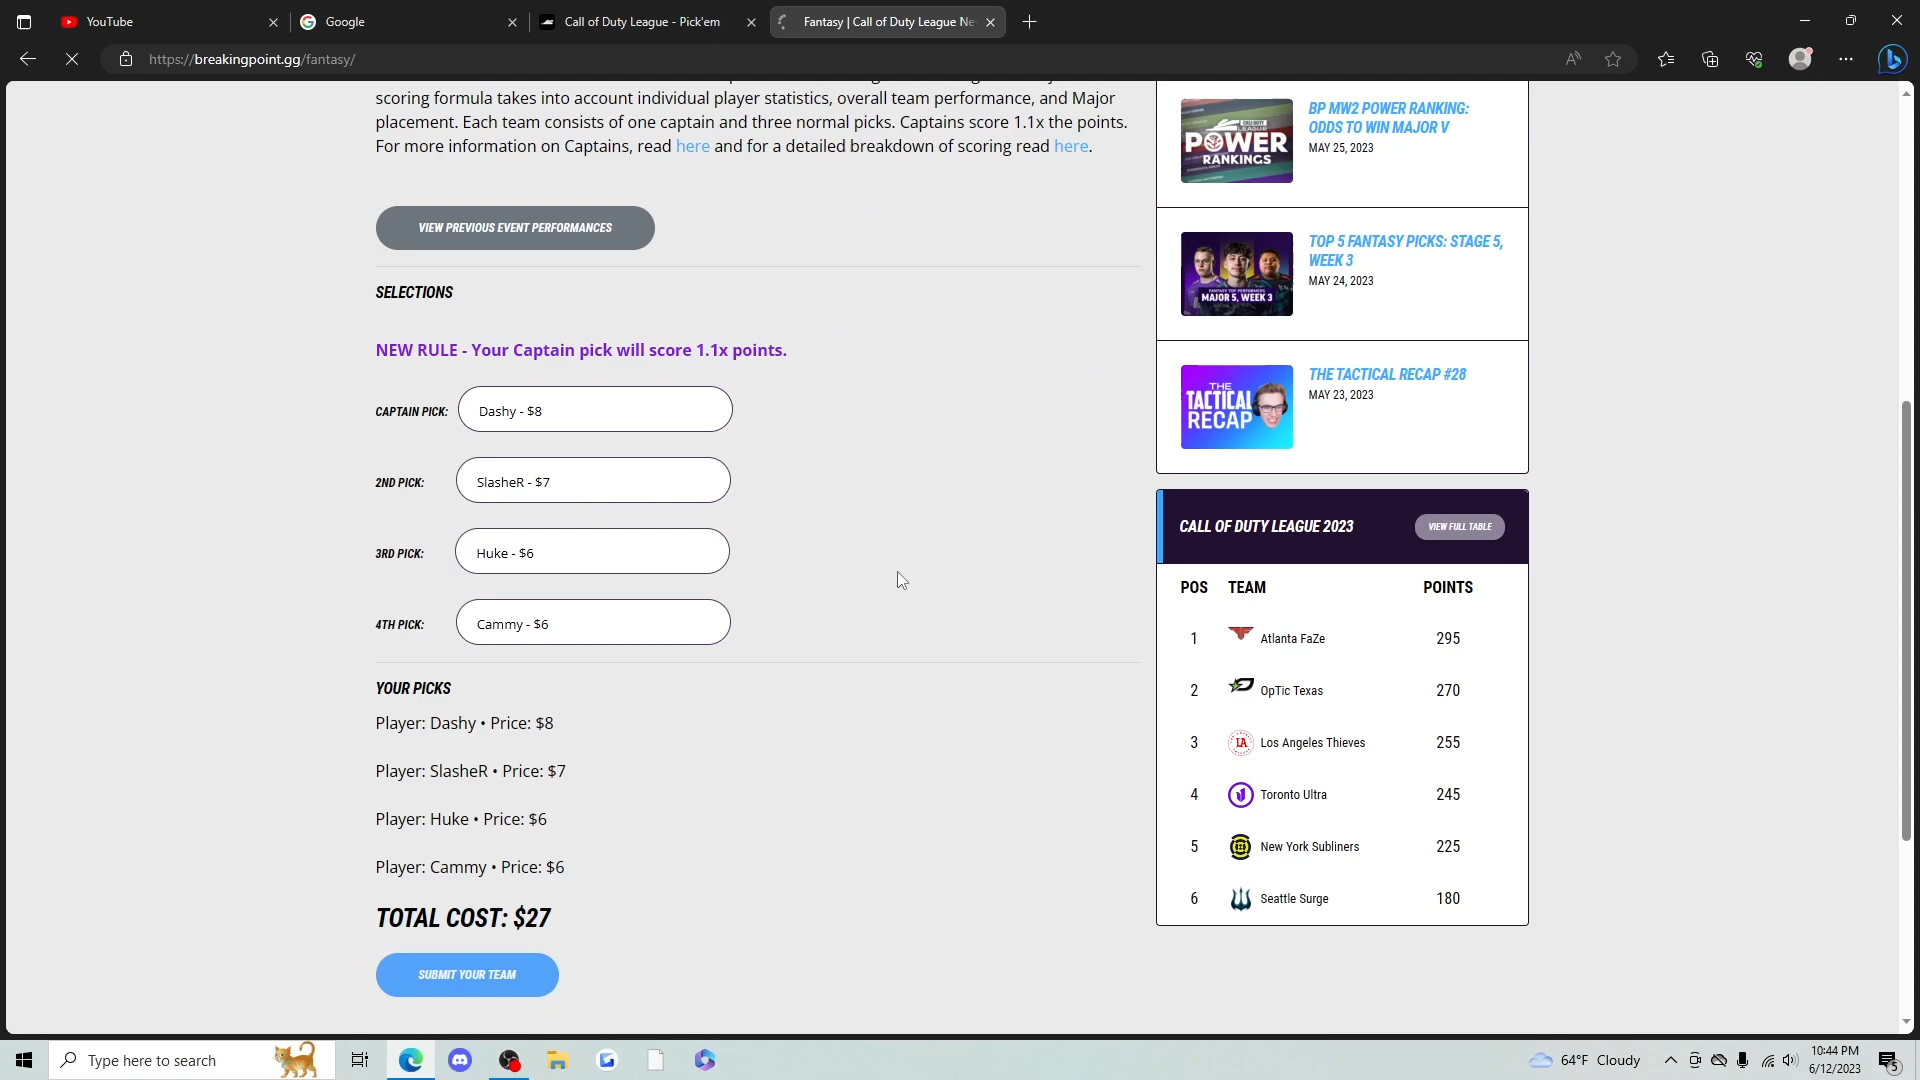 YouTube
Google
Call of Duty League - Pick'em
Fantasy | Call of Duty League Ne
https://breakingpoint.gg/fantasy/
scoring formula takes into account individual player statistics, overall team performance, and Major
placement. Each team consists of one captain and three normal picks. Captains score 1.1x the points.
For more information on Captains, read here and for a detailed breakdown of scoring read here.
VIEW PREVIOUS EVENT PERFORMANCES
SELECTIONS
NEW RULE - Your Captain pick will score 1.1x points.
CAPTAIN PICK: Dashy - $8
2ND PICK: SlasheR - $7
3RD PICK: Huke - $6
4TH PICK: Cammy - $6
YOUR PICKS
Player: Dashy • Price: $8
Player: SlasheR • Price: $7
Player: Huke • Price: $6
Player: Cammy • Price: $6
TOTAL COST: $27
SUBMIT YOUR TEAM
POWER
RANKINGS
BP MW2 POWER RANKING:
ODDS TO WIN MAJOR V
MAY 25, 2023
FANTASY TOP PERFORMERS
MAJOR 5, WEEK 3
TOP 5 FANTASY PICKS: STAGE 5,
WEEK 3
MAY 24, 2023
THE
TACTICAL
RECAP
THE TACTICAL RECAP #28
MAY 23, 2023
CALL OF DUTY LEAGUE 2023
VIEW FULL TABLE
POS TEAM POINTS
1 Atlanta FaZe 295
2 OpTic Texas 270
3 LA Los Angeles Thieves 255
4 Toronto Ultra 245
5 New York Subliners 225
6 Seattle Surge 180
Type here to search
64°F Cloudy
10:44 PM
6/12/2023
5